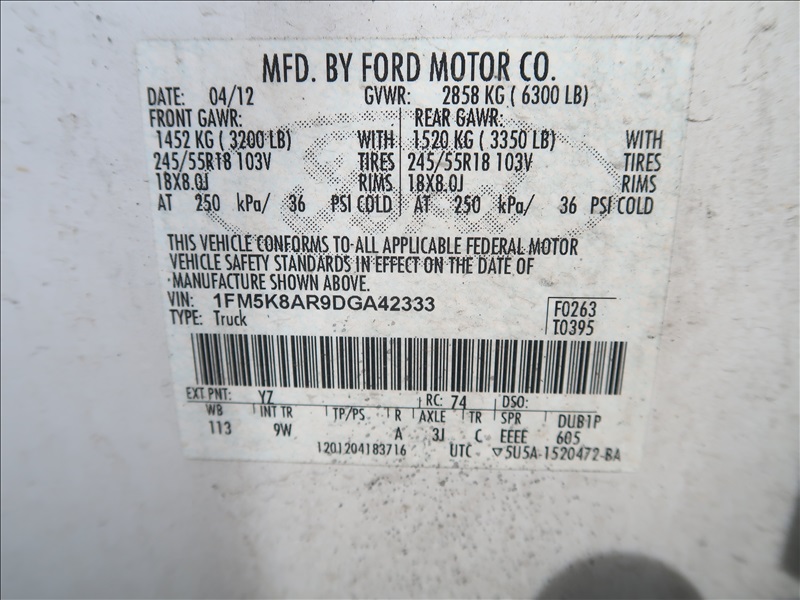 MFD. BY FORD MOTOR CO.
DATE: 04/12 GVWR: 2858 KG ( 6300 LB)
FRONT GAWR: REAR GAWR:
1452 KG ( 3200 LB) WITH 1520 KG ( 3350 LB) WITH
245/55R18 103V TIRES 245/55R18 103V TIRES
18X8.0J RIMS 18X8.0J RIMS
AT 250 kPa/ 36 PSI COLD AT 250 kPa/ 36 PSI COLD
THIS VEHICLE CONFORMS TO ALL APPLICABLE FEDERAL MOTOR
VEHICLE SAFETY STANDARDS IN EFFECT ON THE DATE OF
MANUFACTURE SHOWN ABOVE.
VIN: 1FM5K8AR9DGA42333 F0263
TYPE: Truck T0395
EXT PNT: YZ RC: 74 DSO:
WB INT TR TP/PS R AXLE TR SPR DUB1P
113 9W A 3J C EEEE 605
1201204183716 UTC ▽5U5A-1520472-BA